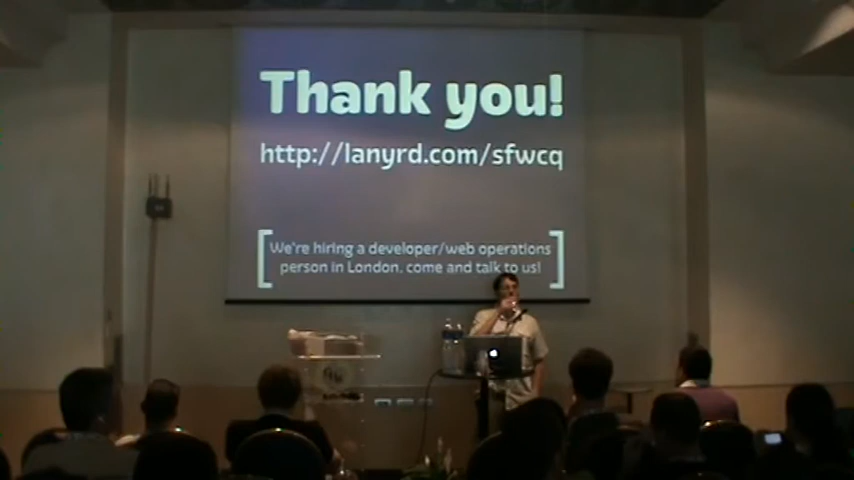 Thank you!
http://lanyrd.com/sfwcq
[We're hiring a developer/web operations
person in London, come and talk to us!]